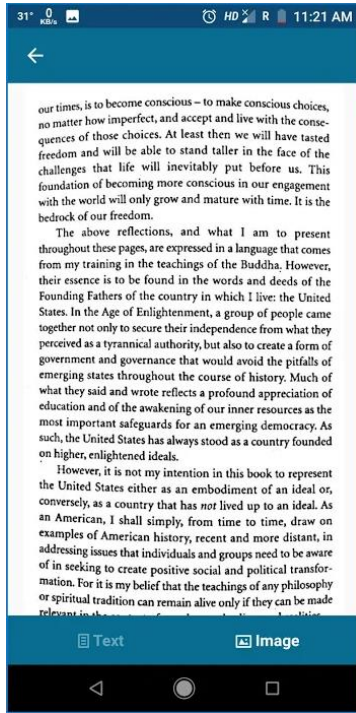 31° 0 KB/s HD R 11:21 AM
our times, is to become conscious – to make conscious choices,
no matter how imperfect, and accept and live with the conse-
quences of those choices. At least then we will have tasted
freedom and will be able to stand taller in the face of the
challenges that life will inevitably put before us. This
foundation of becoming more conscious in our engagement
with the world will only grow and mature with time. It is the
bedrock of our freedom.
The above reflections, and what I am to present
throughout these pages, are expressed in a language that comes
from my training in the teachings of the Buddha. However,
their essence is to be found in the words and deeds of the
Founding Fathers of the country in which I live: the United
States. In the Age of Enlightenment, a group of people came
together not only to secure their independence from what they
perceived as a tyrannical authority, but also to create a form of
government and governance that would avoid the pitfalls of
emerging states throughout the course of history. Much of
what they said and wrote reflects a profound appreciation of
education and of the awakening of our inner resources as the
most important safeguards for an emerging democracy. As
such, the United States has always stood as a country founded
on higher, enlightened ideals.
However, it is not my intention in this book to represent
the United States either as an embodiment of an ideal or,
conversely, as a country that has not lived up to an ideal. As
an American, I shall simply, from time to time, draw on
examples of American history, recent and more distant, in
addressing issues that individuals and groups need to be aware
of in seeking to create positive social and political transfor-
mation. For it is my belief that the teachings of any philosophy
or spiritual tradition can remain alive only if they can be made
relevant in the
Text Image